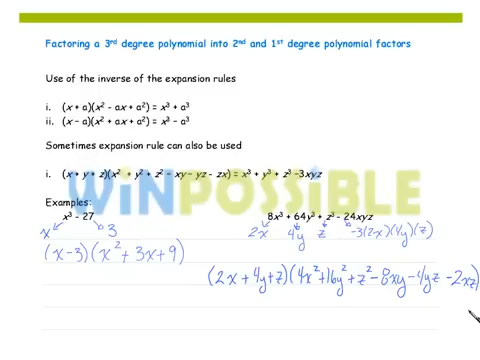 Factoring a 3rd degree polynomial into 2nd and 1st degree polynomial factors
Use of the inverse of the expansion rules
i. (x + a)(x² - ax + a²) = x³ + a³
ii. (x – a)(x² + ax + a²) = x³ – a³
Sometimes expansion rule can also be used
i. (x + y + z)(x² + y² + z² – xy – yz – zx) = x³ + y³ + z³ –3xyz
WiNPOSSIBLE
Examples:
x³ – 27 8x³ + 64y³ + z³ – 24xyz
x 3 2x 4y z -3(2x)(4y)(z)
(x-3)(x²+3x+9)
(2x+4y+z)(4x²+16y²+z²-8xy-4yz-2xz)